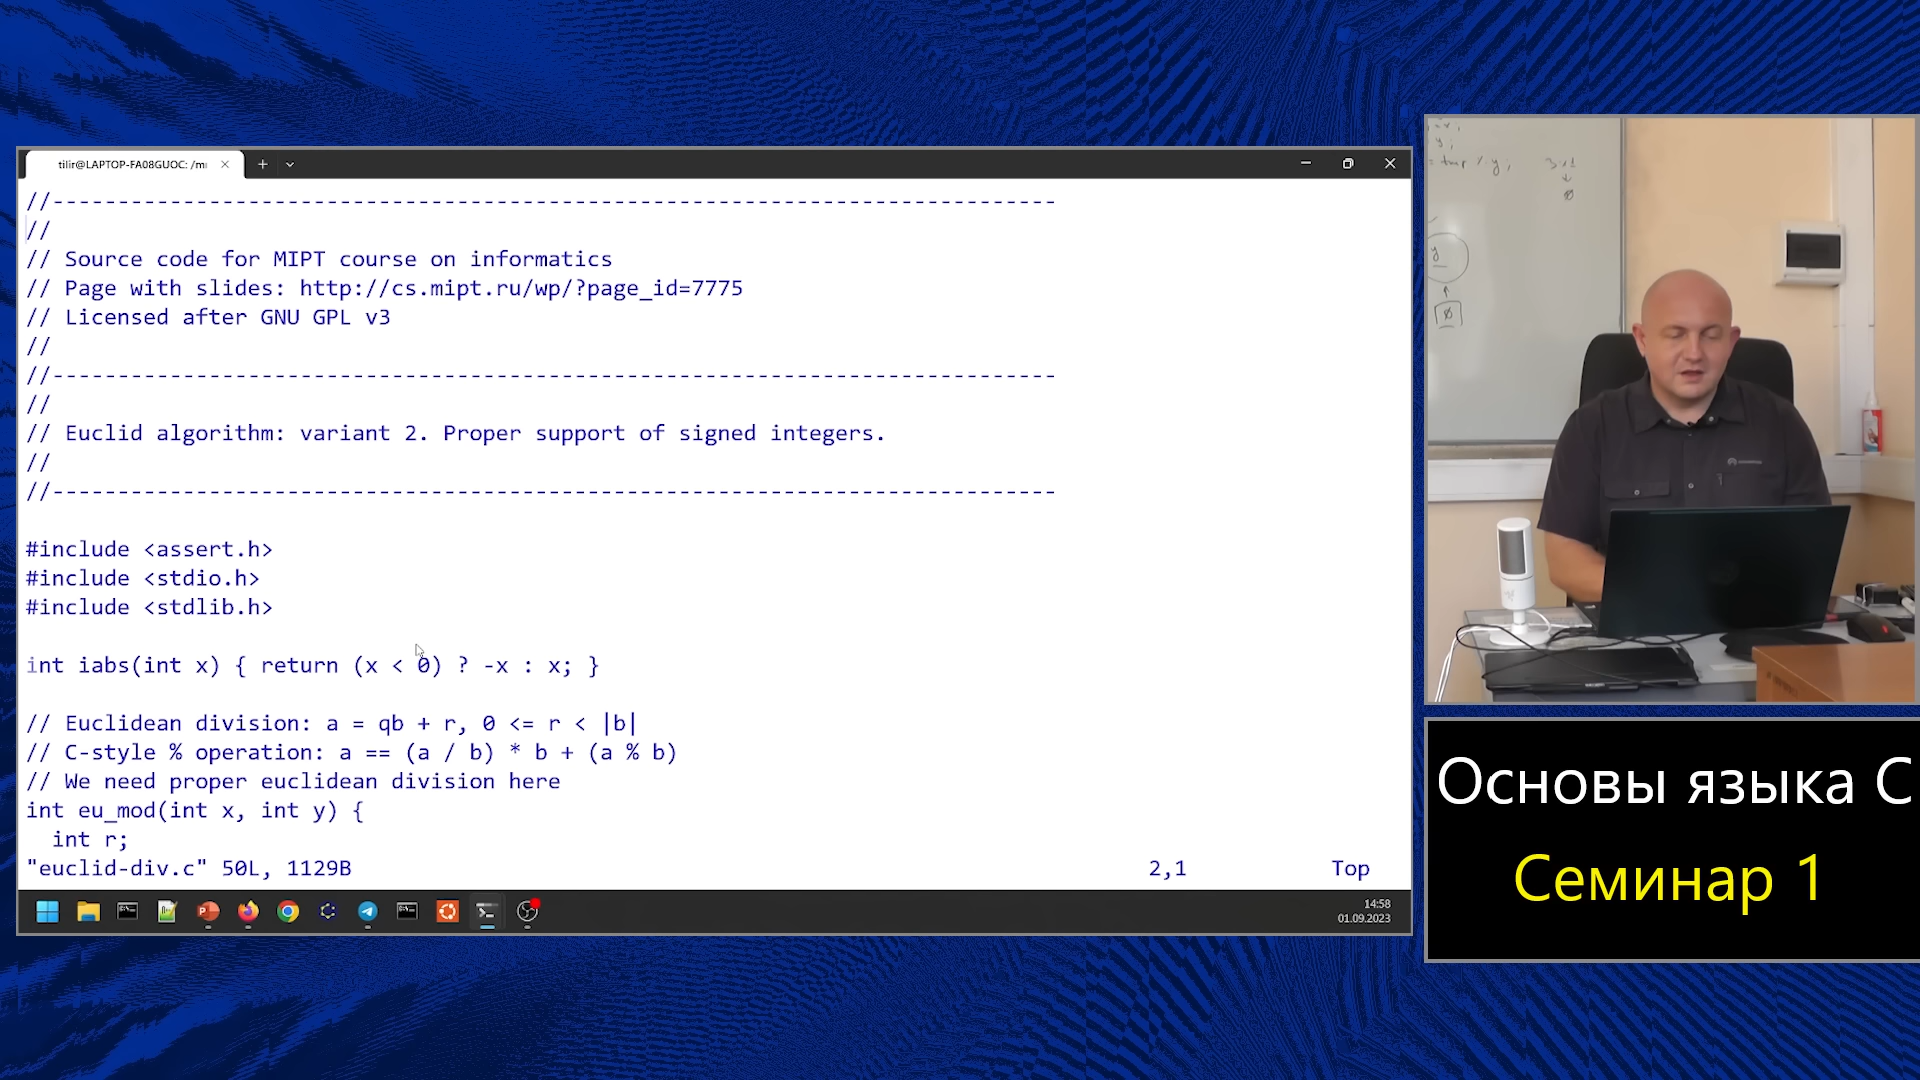 tilir@LAPTOP-FA08GUOC: /m
//-----------------------------------------------------------------------------
//
// Source code for MIPT course on informatics
// Page with slides: http://cs.mipt.ru/wp/?page_id=7775
// Licensed after GNU GPL v3
//
//-----------------------------------------------------------------------------
//
// Euclid algorithm: variant 2. Proper support of signed integers.
//
//-----------------------------------------------------------------------------
#include <assert.h>
#include <stdio.h>
#include <stdlib.h>
int iabs(int x) { return (x < 0) ? -x : x; }
// Euclidean division: a = qb + r, 0 <= r < |b|
// C-style % operation: a == (a / b) * b + (a % b)
// We need proper euclidean division here
int eu_mod(int x, int y) {
int r;
"euclid-div.c" 50L, 1129B 2,1 Top
14:58
01.09.2023
Основы языка C
Семинар 1